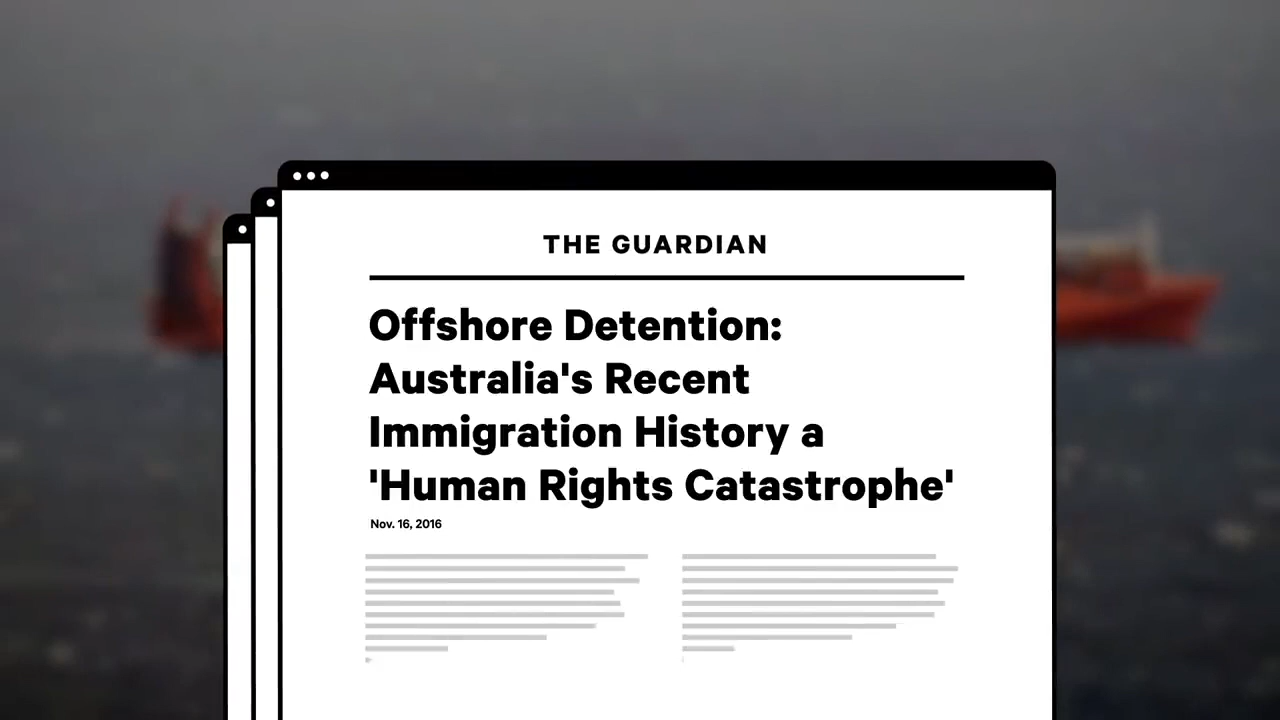 THE GUARDIAN
Offshore Detention:
Australia's Recent
Immigration History a
'Human Rights Catastrophe'
Nov. 16, 2016